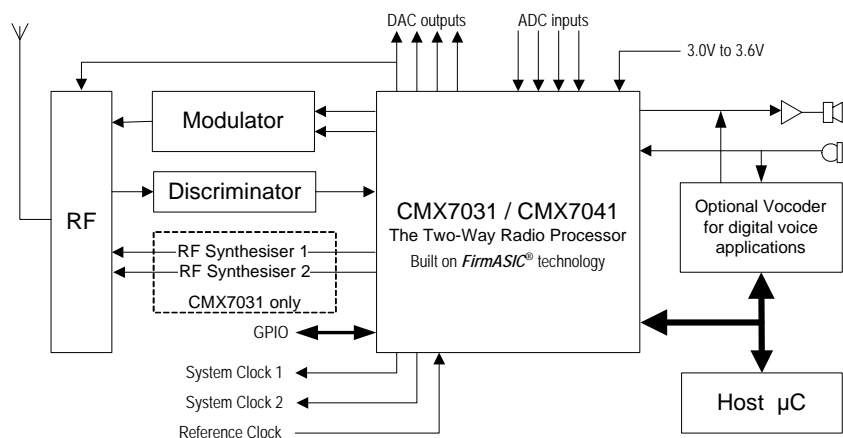 DAC outputs
ADC inputs
3.0V to 3.6V
Modulator
Discriminator
RF
RF Synthesiser 1
RF Synthesiser 2
CMX7031 only
CMX7031 / CMX7041
The Two-Way Radio Processor
Built on FirmASIC® technology
Optional Vocoder
for digital voice
applications
GPIO
System Clock 1
System Clock 2
Reference Clock
Host µC